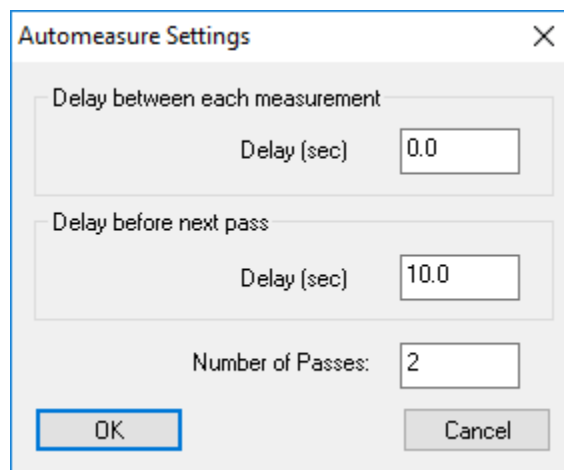 Automeasure Settings
Delay between each measurement
Delay (sec) 0.0
Delay before next pass
Delay (sec) 10.0
Number of Passes: 2
OK Cancel